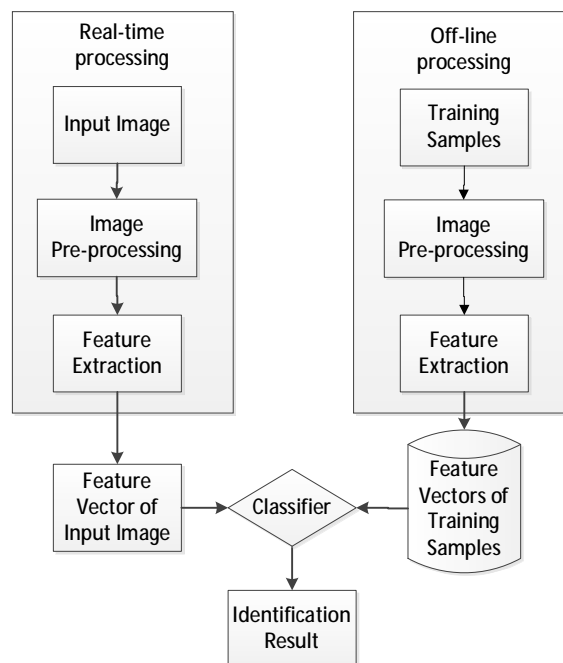 Real-time
processing
Input Image
Image
Pre-processing
Feature
Extraction
Feature
Vector of
Input Image
Off-line
processing
Training
Samples
Image
Pre-processing
Feature
Extraction
Feature
Vectors of
Training
Samples
Classifier
Identification
Result